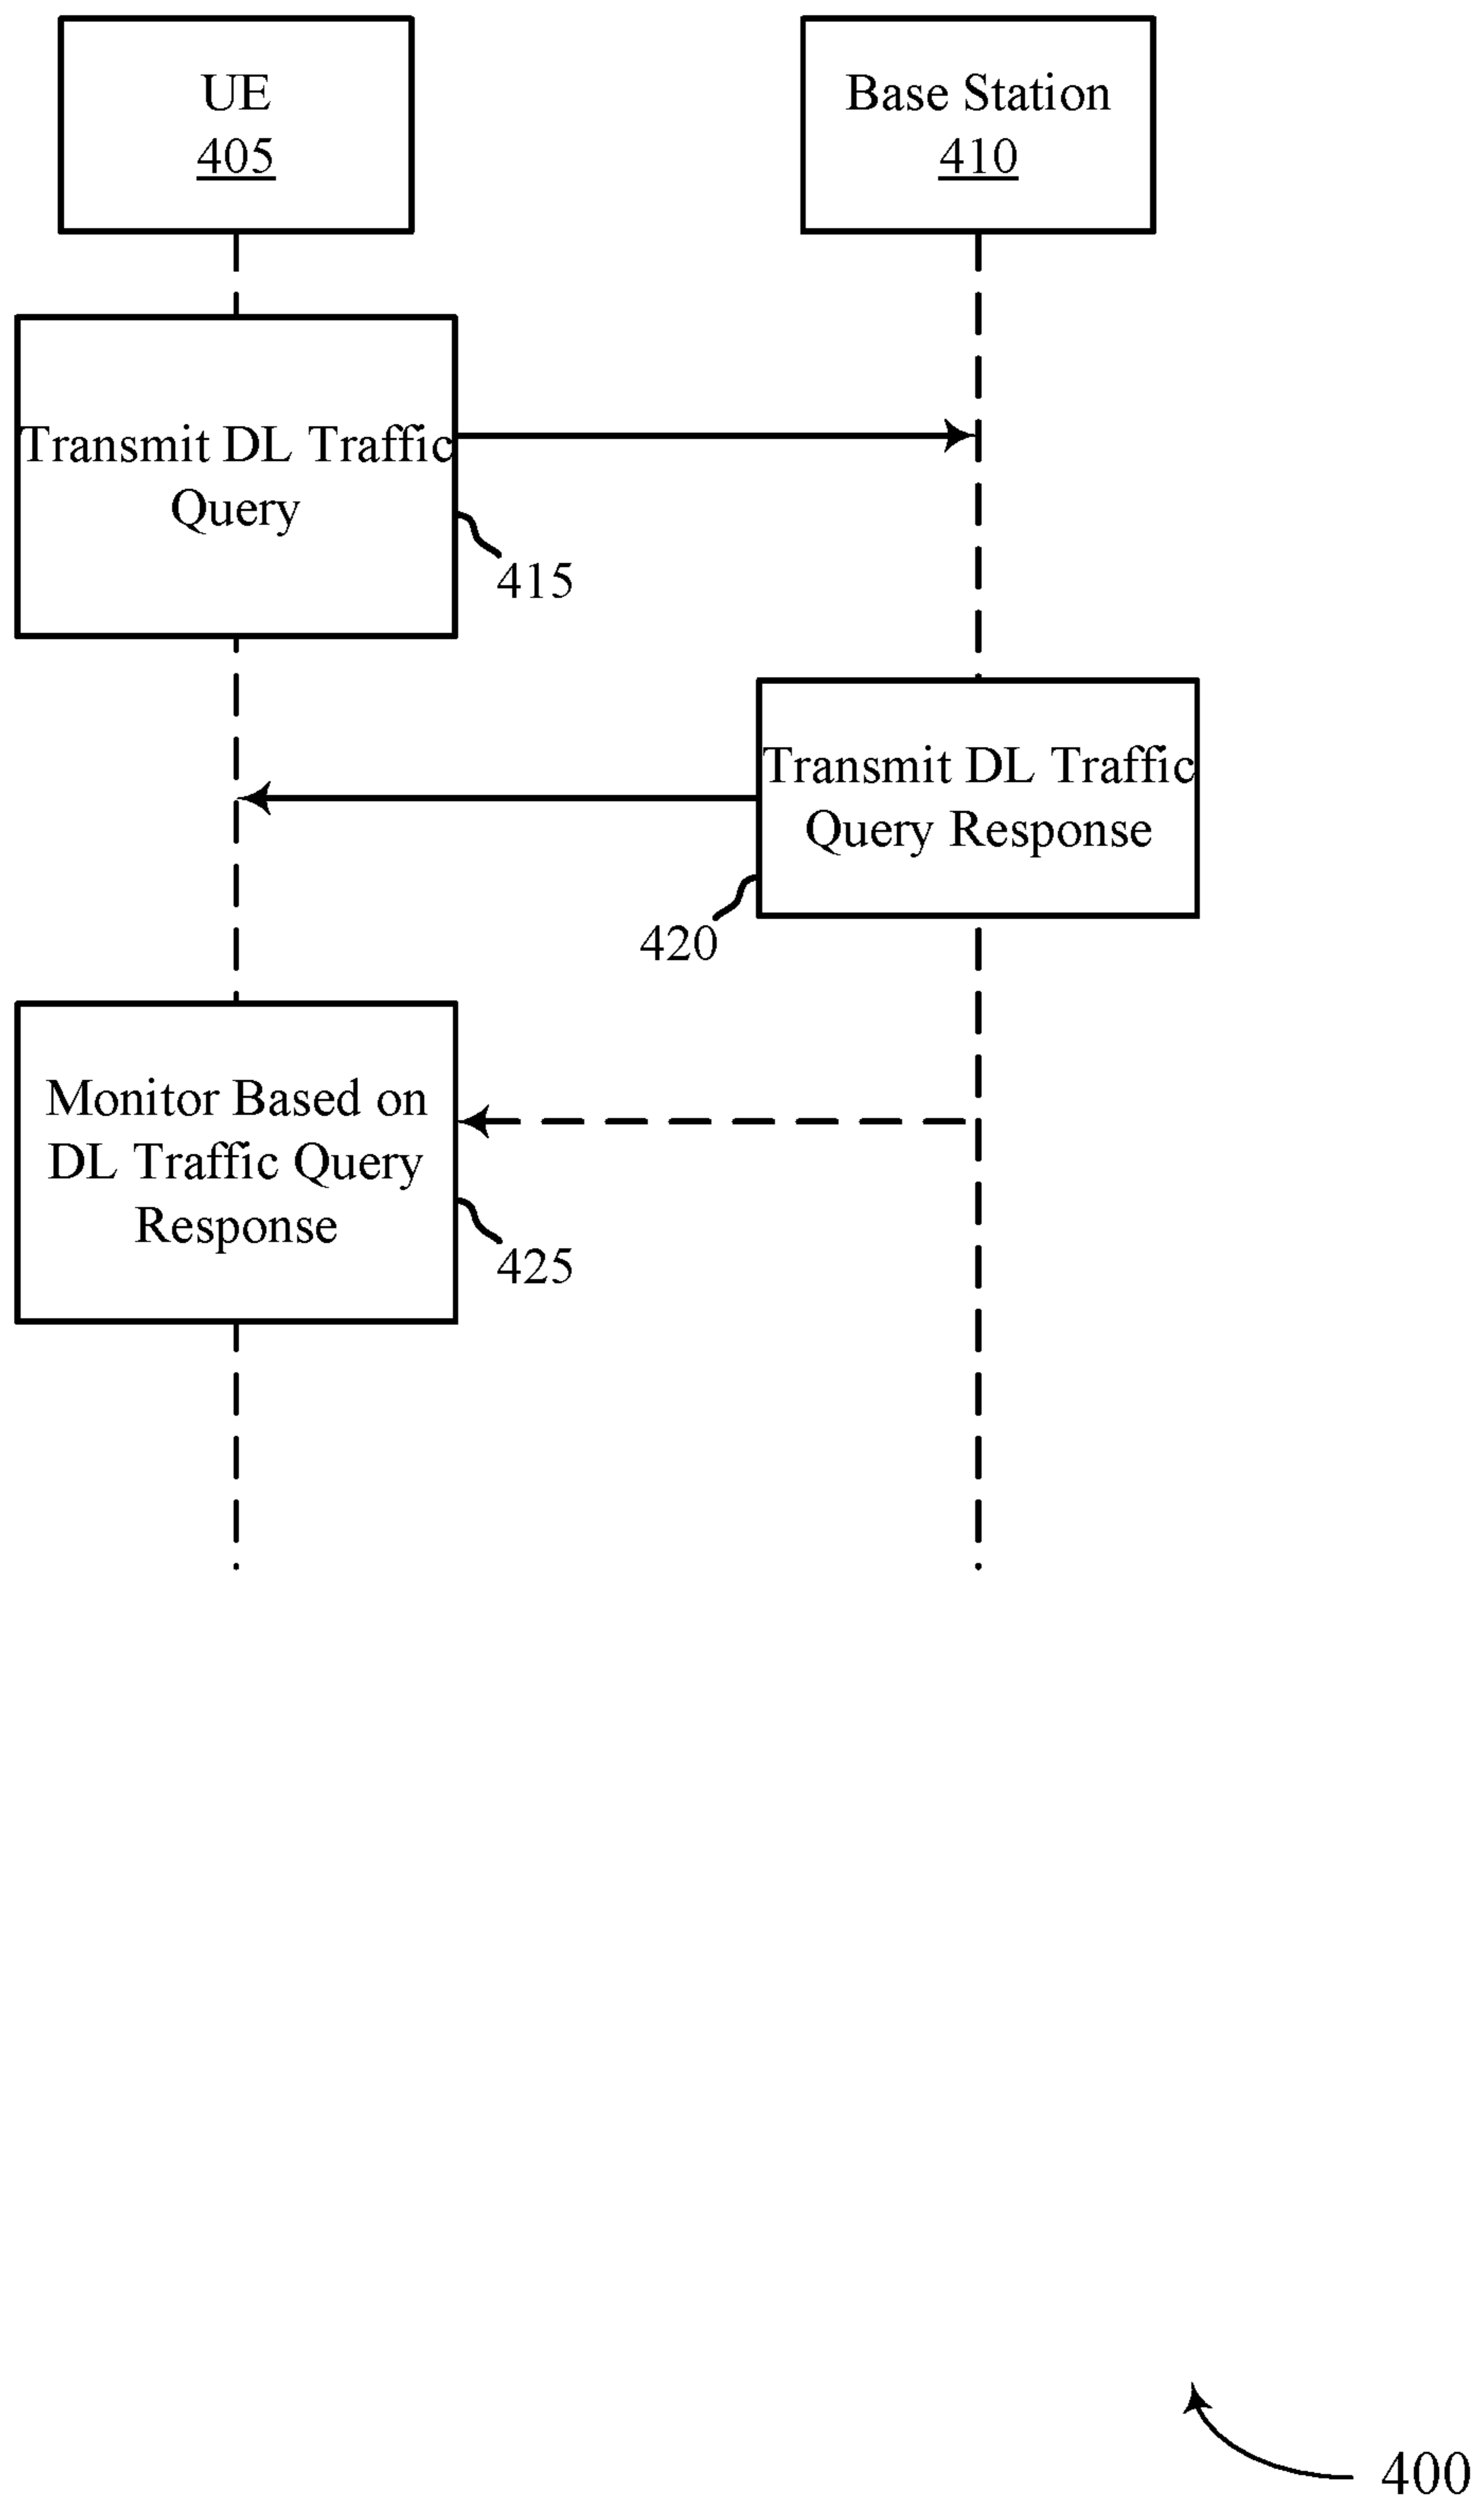 UE
405
Base Station
410
Transmit DL Traffic
Query
415
Transmit DL Traffic
Query Response
420
Monitor Based on
DL Traffic Query
Response
425
400